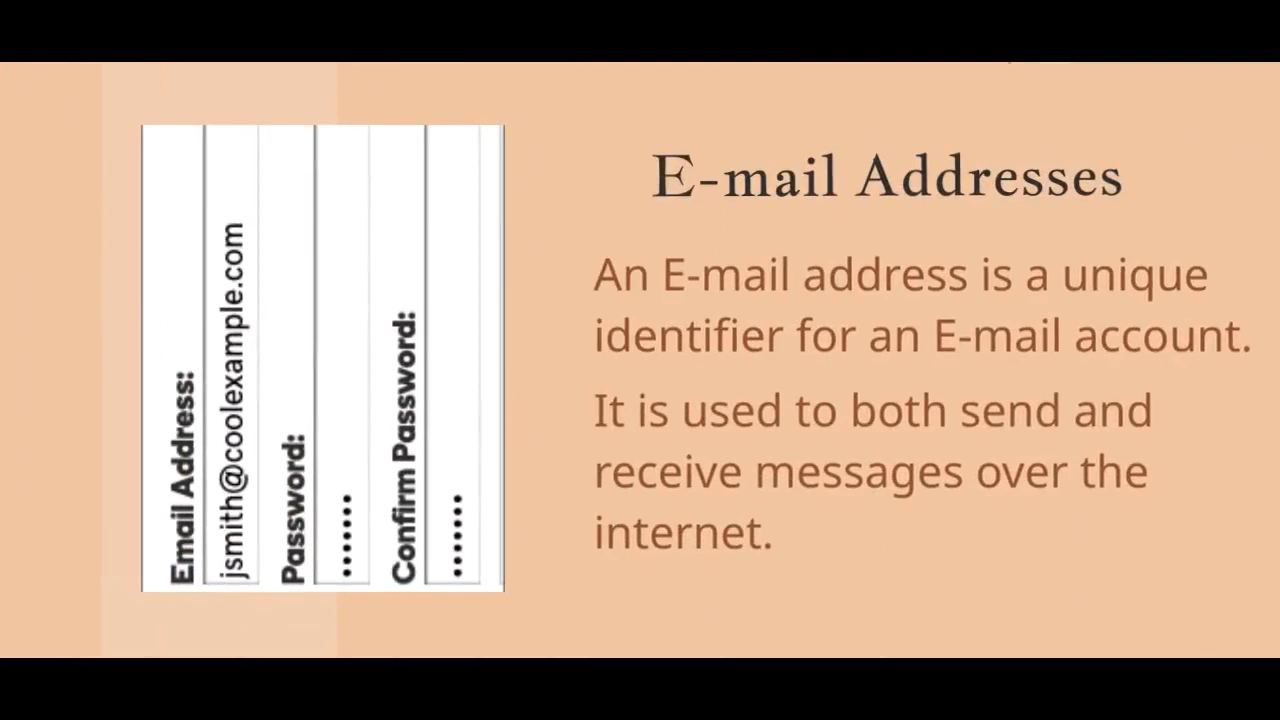 Email Address:
jsmith@coolexample.com
Password:
•••••••
Confirm Password:
•••••••
E-mail Addresses
An E-mail address is a unique
identifier for an E-mail account.
It is used to both send and
receive messages over the
internet.